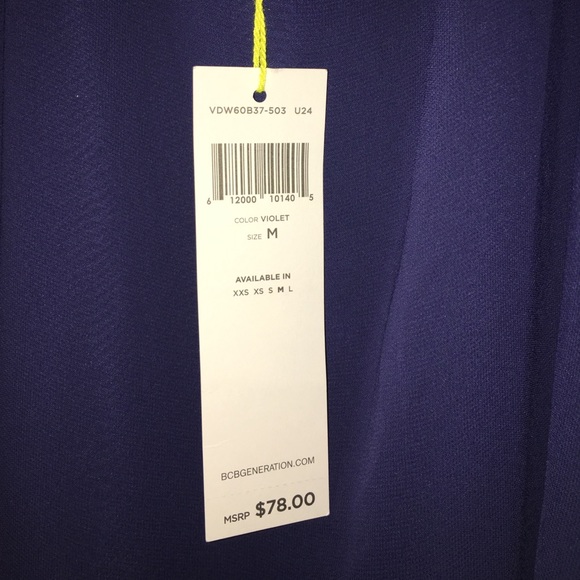 VDW60B37-503 U24
6 12000 10140 5
COLOR VIOLET
SIZE M
AVAILABLE IN
XXS XS S M L
BCBGENERATION.COM
MSRP $78.00